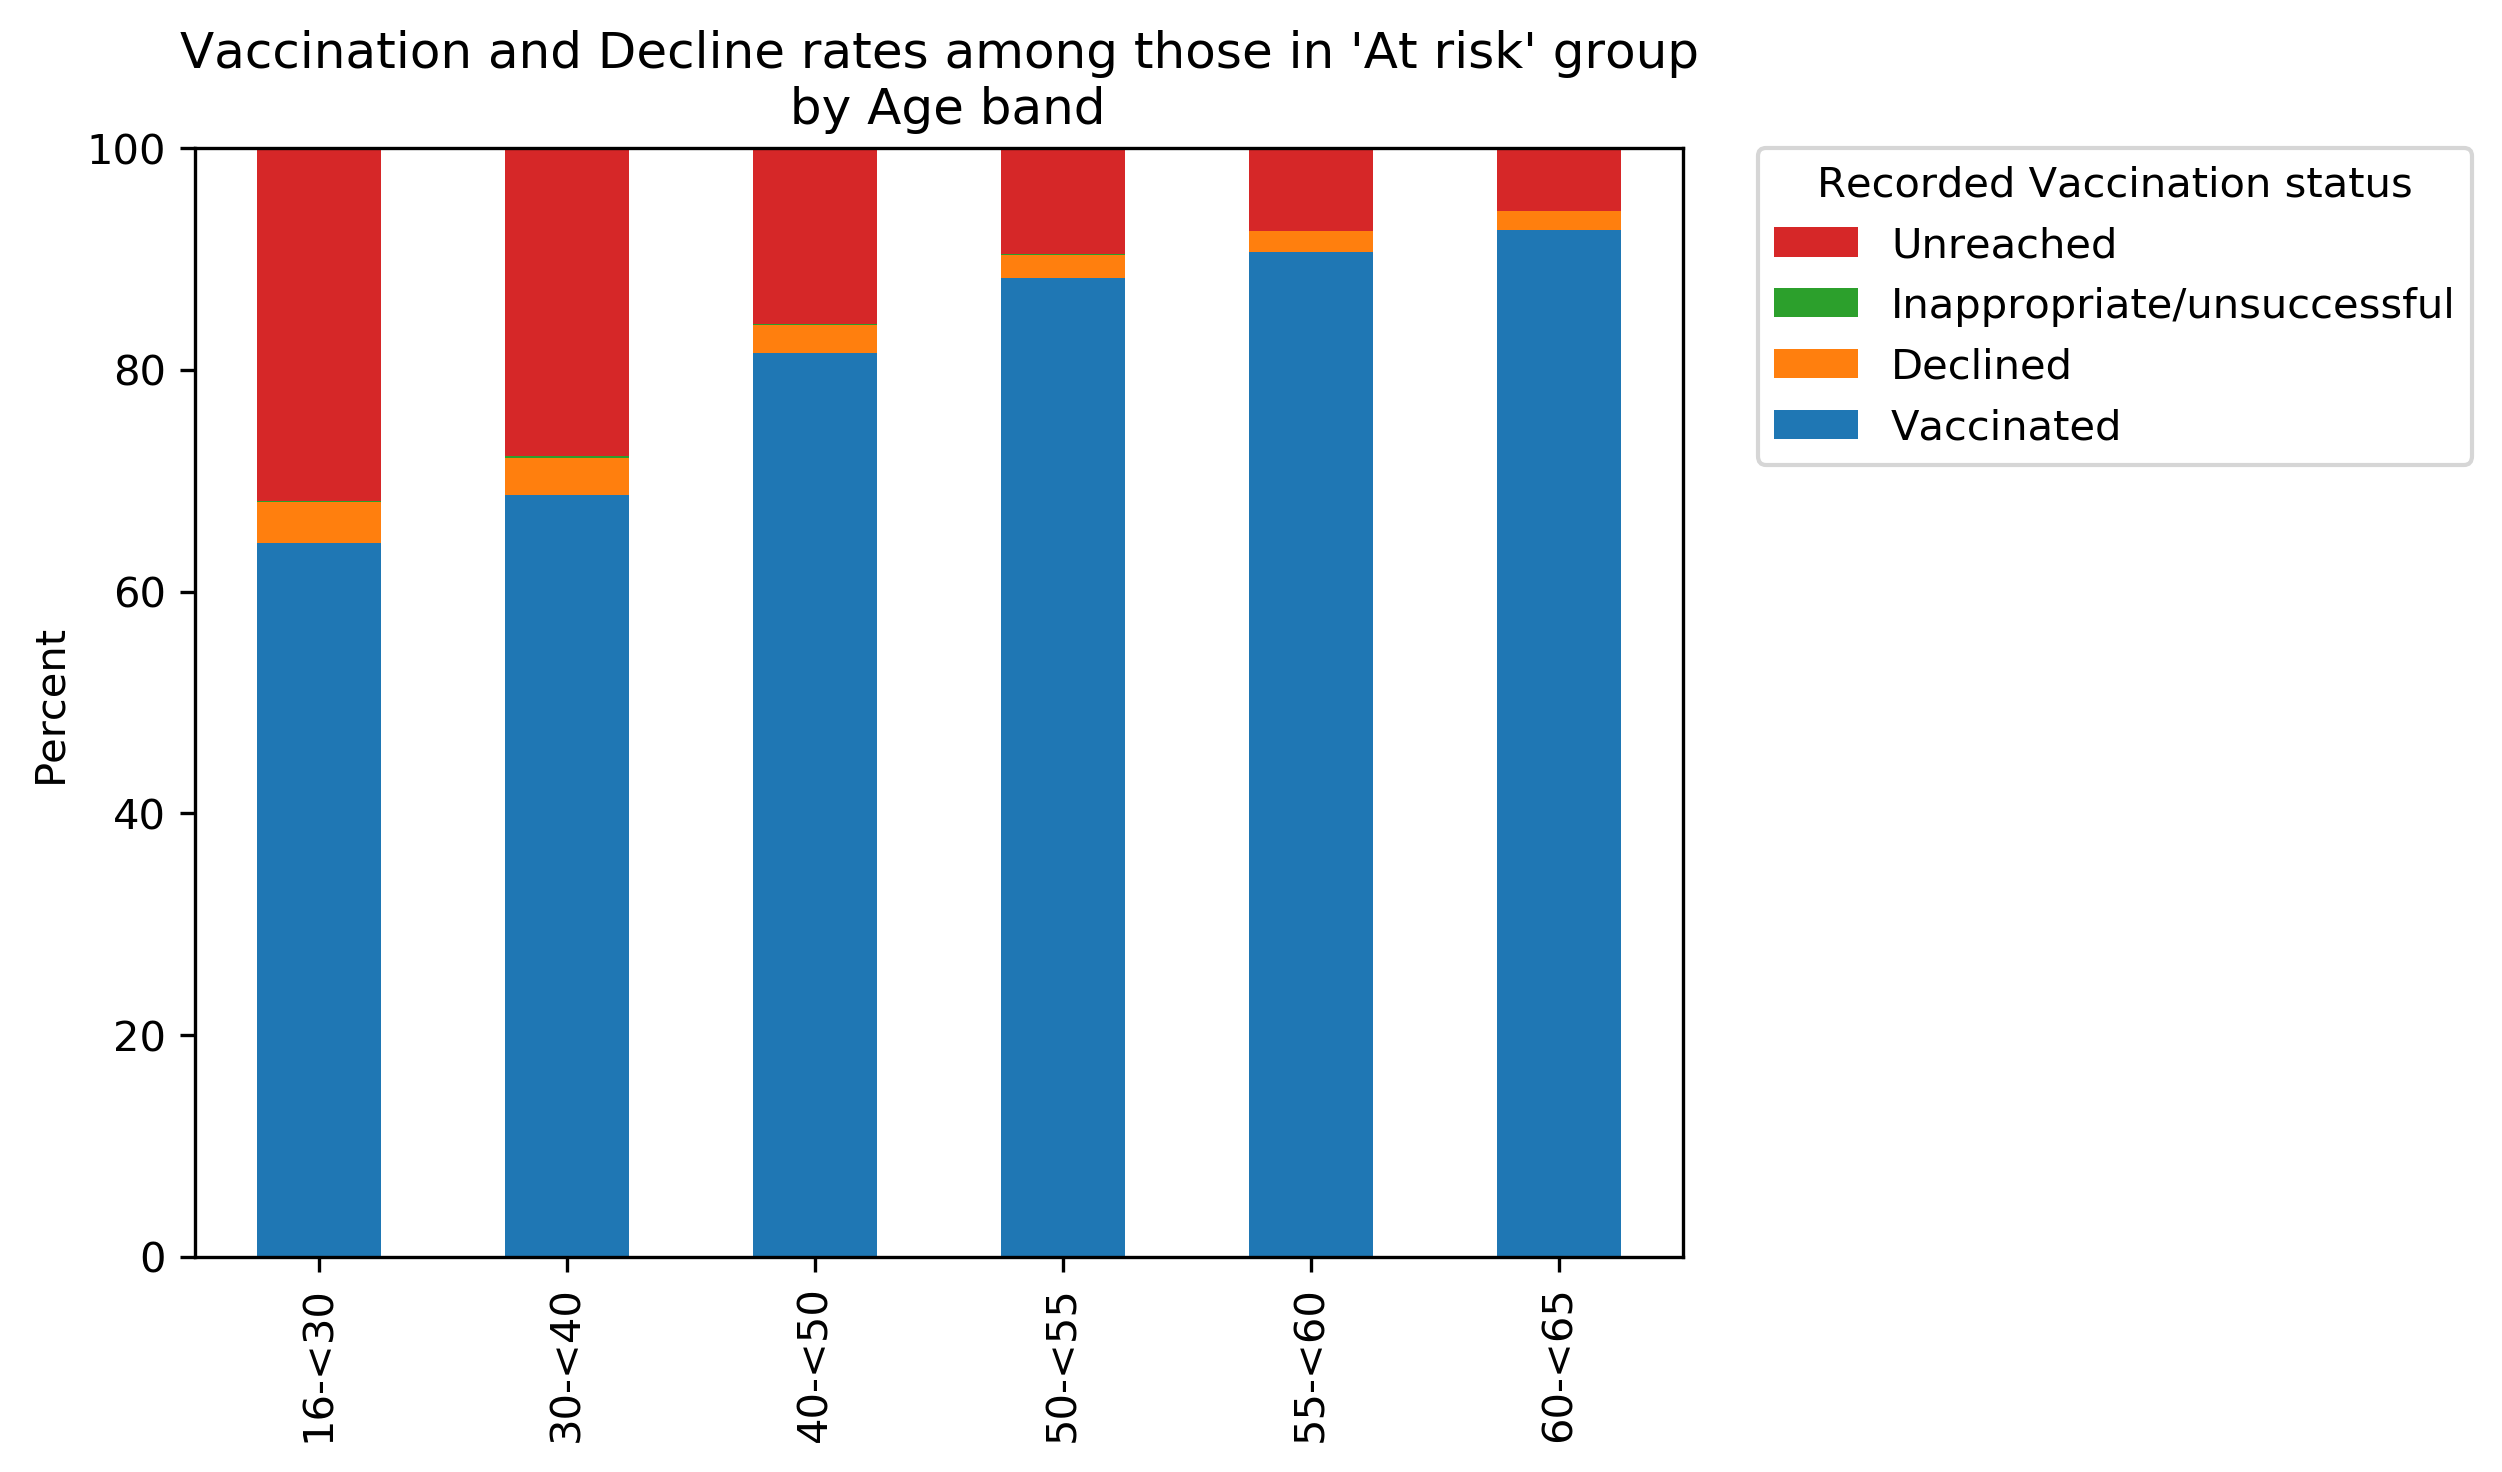 Vaccination and Decline rates among those in 'At risk' group
by Age band
Percent
100
80
60
40
20
0
16-<30
30-<40
40-<50
50-<55
55-<60
60-<65
Recorded Vaccination status
Unreached
Inappropriate/unsuccessful
Declined
Vaccinated